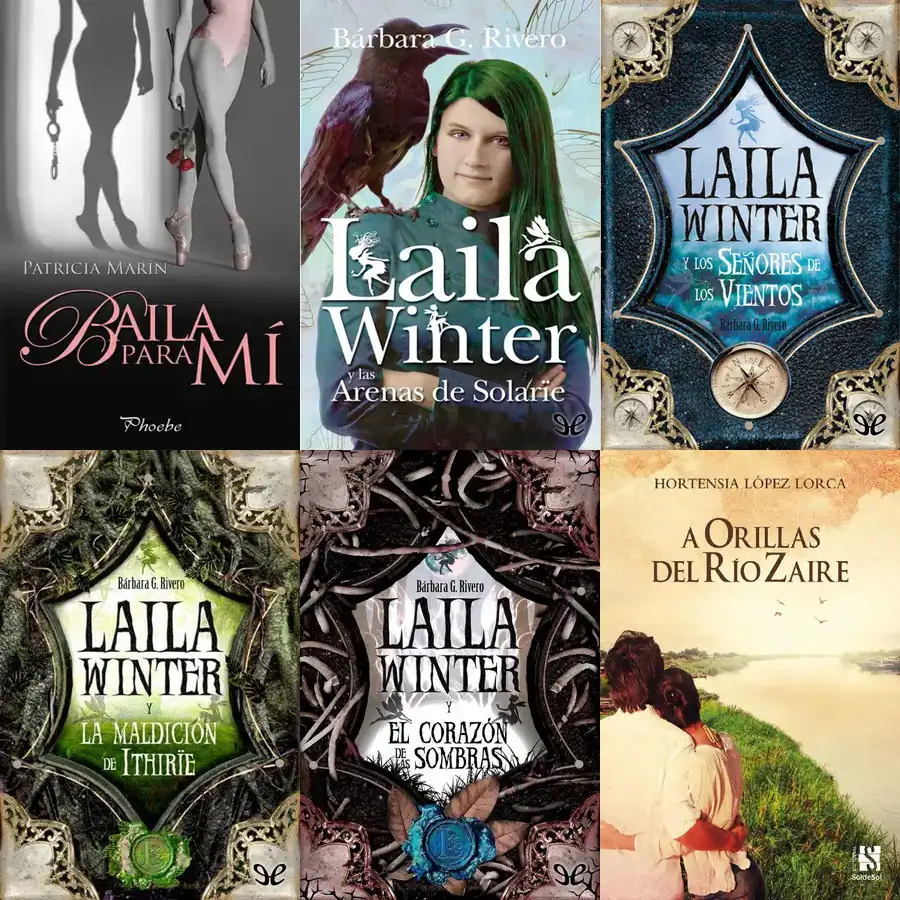 PATRICIA MARÍN
BAILA
PARA MÍ
Phoebe
Bárbara G. Rivero
Laila
Winter
y las
Arenas de Solarïe
LAILA
WINTER
Y LOS SEÑORES DE
LOS VIENTOS
Bárbara G. Rivero
Bárbara G. Rivero
LAILA
WINTER
Y
LA MALDICIÓN
DE ITHIRÏE
Bárbara G. Rivero
LAILA
WINTER
Y
EL CORAZÓN
DE LAS SOMBRAS
HORTENSIA LÓPEZ LORCA
A ORILLAS
DEL RÍO ZAIRE
SoldeSol